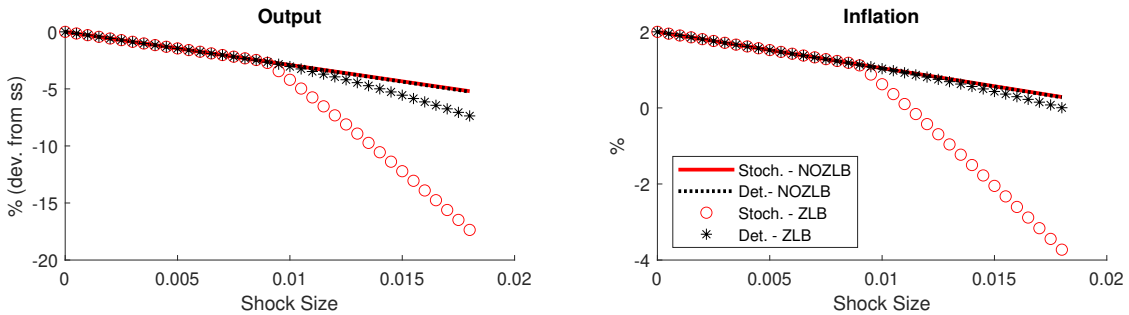 Output
% (dev. from ss)
0
-5
-10
-15
-20
0
0.005
0.01
0.015
0.02
Shock Size
Inflation
%
2
0
-2
-4
0
0.005
0.01
0.015
0.02
Shock Size
Stoch. - NOZLB
Det.- NOZLB
Stoch. - ZLB
Det. - ZLB